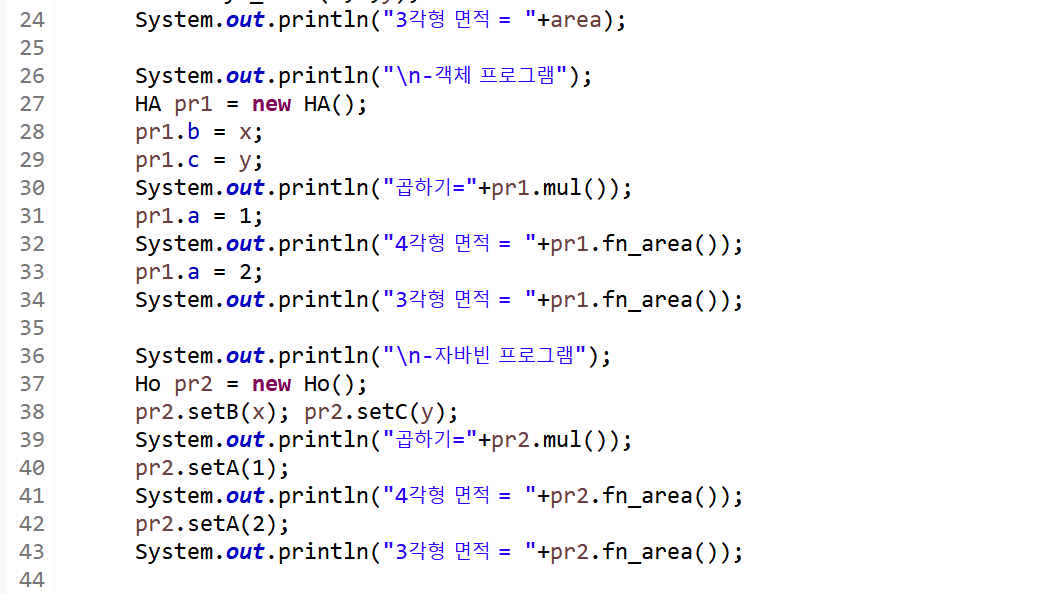 24 System.out.println("3각형 면적 = "+area);
25
26 System.out.println("\n-객체 프로그램");
27 HA pr1 = new HA();
28 pr1.b = x;
29 pr1.c = y;
30 System.out.println("곱하기="+pr1.mul());
31 pr1.a = 1;
32 System.out.println("4각형 면적 = "+pr1.fn_area());
33 pr1.a = 2;
34 System.out.println("3각형 면적 = "+pr1.fn_area());
35
36 System.out.println("\n-자바빈 프로그램");
37 Ho pr2 = new Ho();
38 pr2.setB(x); pr2.setC(y);
39 System.out.println("곱하기="+pr2.mul());
40 pr2.setA(1);
41 System.out.println("4각형 면적 = "+pr2.fn_area());
42 pr2.setA(2);
43 System.out.println("3각형 면적 = "+pr2.fn_area());
44